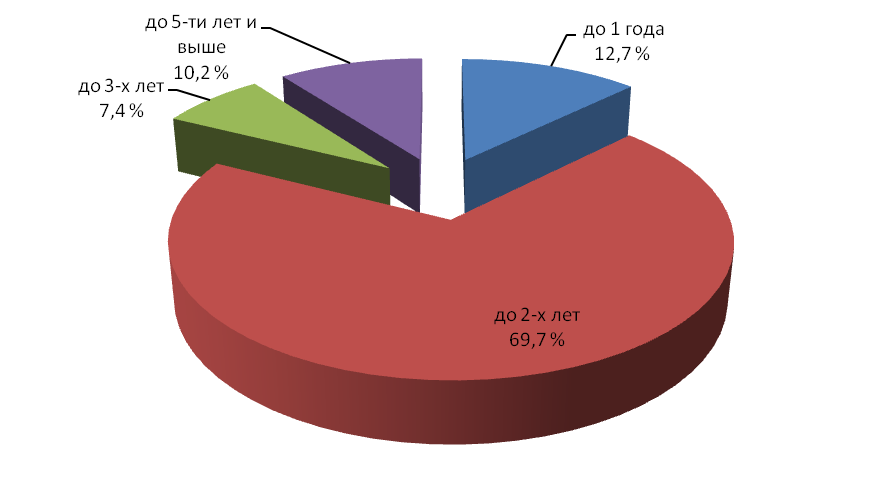 до 5-ти лет и
выше
10,2 %
до 1 года
12,7 %
до 3-х лет
7,4 %
до 2-х лет
69,7 %